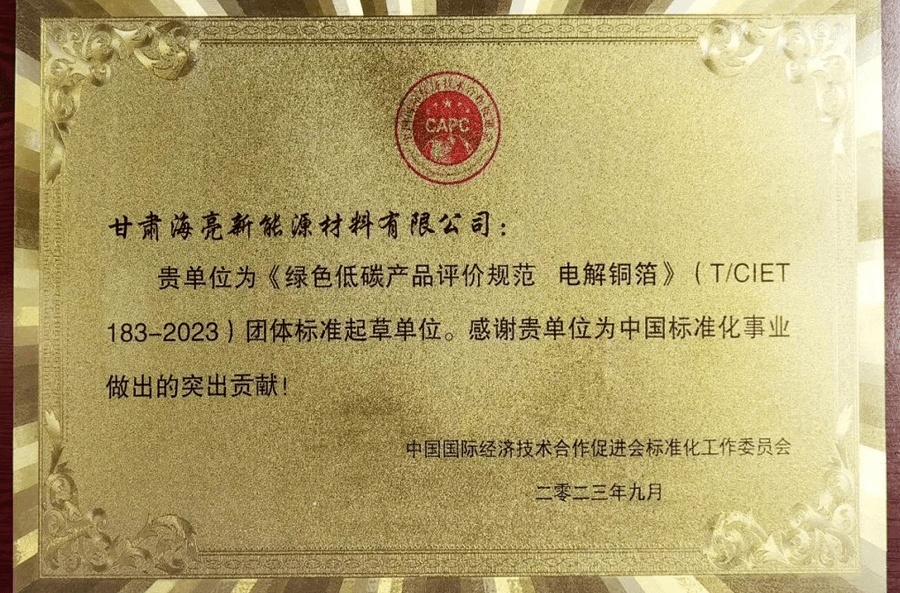 CAPC
甘肃海亮新能源材料有限公司：
贵单位为《绿色低碳产品评价规范 电解铜箔》（T/CIET
183-2023）团体标准起草单位。感谢贵单位为中国标准化事业
做出的突出贡献！
中国国际经济技术合作促进会标准化工作委员会
二零二三年九月